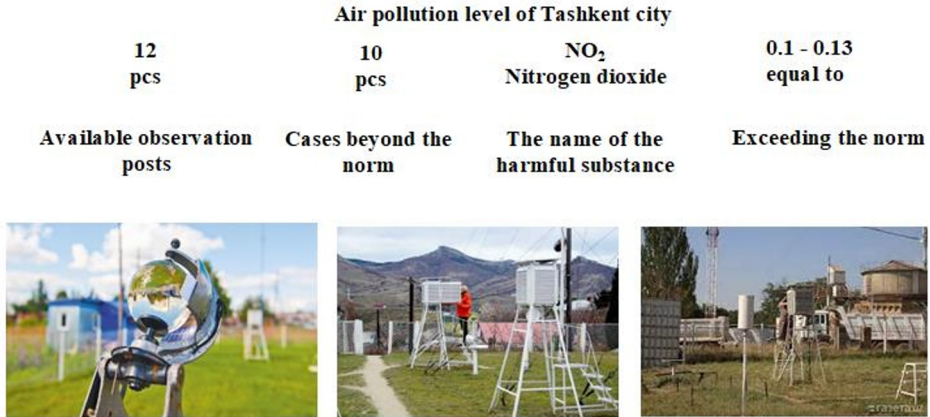 Air pollution level of Tashkent city
12
pcs
10
pcs
NO₂
Nitrogen dioxide
0.1 - 0.13
equal to
Available observation
posts
Cases beyond the
norm
The name of the
harmful substance
Exceeding the norm